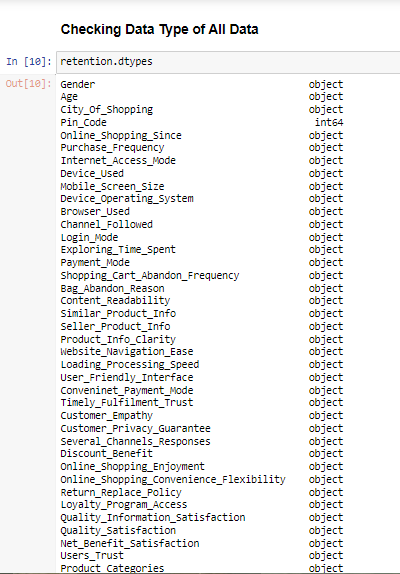 Checking Data Type of All Data
In [10]: retention.dtypes
Out[10]: Gender object
Age object
City_Of_Shopping object
Pin_Code int64
Online_Shopping_Since object
Purchase_Frequency object
Internet_Access_Mode object
Device_Used object
Mobile_Screen_Size object
Device_Operating_System object
Browser_Used object
Channel_Followed object
Login_Mode object
Exploring_Time_Spent object
Payment_Mode object
Shopping_Cart_Abandon_Frequency object
Bag_Abandon_Reason object
Content_Readability object
Similar_Product_Info object
Seller_Product_Info object
Product_Info_Clarity object
Website_Navigation_Ease object
Loading_Processing_Speed object
User_Friendly_Interface object
Conveninet_Payment_Mode object
Timely_Fulfilment_Trust object
Customer_Empathy object
Customer_Privacy_Guarantee object
Several_Channels_Responses object
Discount_Benefit object
Online_Shopping_Enjoyment object
Online_Shopping_Convenience_Flexibility object
Return_Replace_Policy object
Loyalty_Program_Access object
Quality_Information_Satisfaction object
Quality_Satisfaction object
Net_Benefit_Satisfaction object
Users_Trust object
Product_Categories object